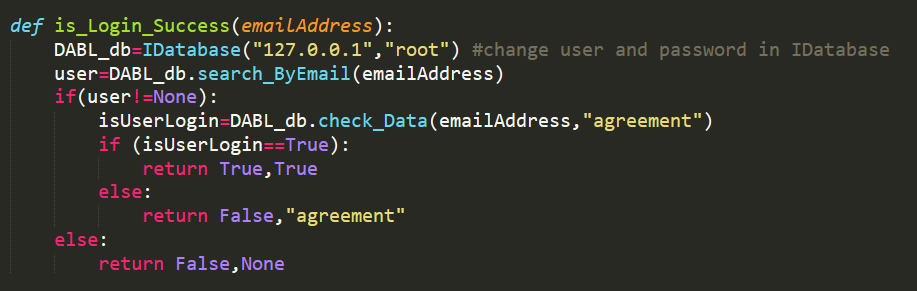 def is_Login_Success(emailAddress):
    DABL_db=IDatabase("127.0.0.1","root") #change user and password in IDatabase
    user=DABL_db.search_ByEmail(emailAddress)
    if(user!=None):
        isUserLogin=DABL_db.check_Data(emailAddress,"agreement")
        if (isUserLogin==True):
            return True,True
        else:
            return False,"agreement"
    else:
        return False,None